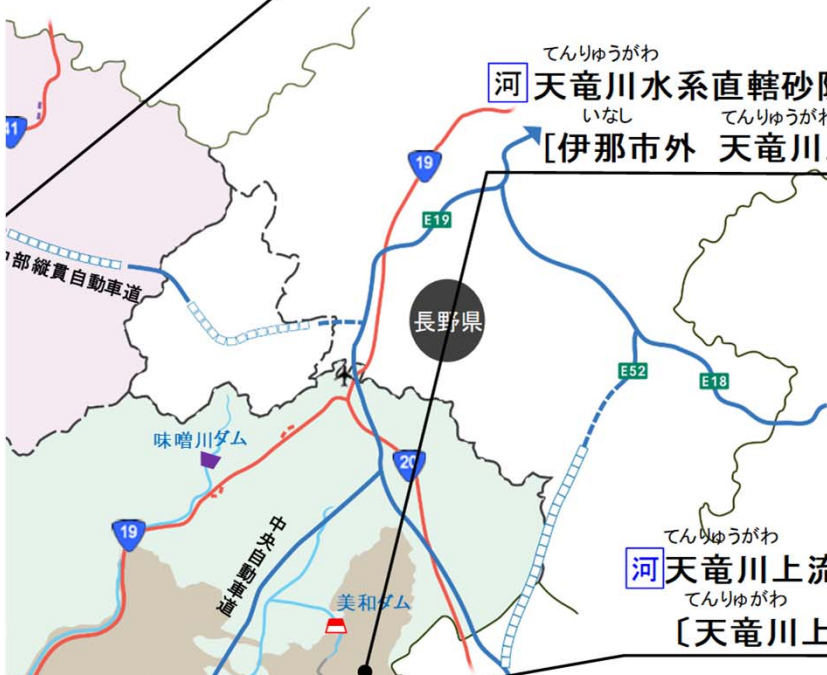 てんりゅうがわ
河 天竜川水系直轄砂防
いなし てんりゅうがわ
[伊那市外 天竜川
41
19
E19
中部縦貫自動車道
長野県
E52
E18
味噌川ダム
20
19
中央自動車道
てんりゅうがわ
河 天竜川上流
てんりゅがわ
美和ダム
〔天竜川上